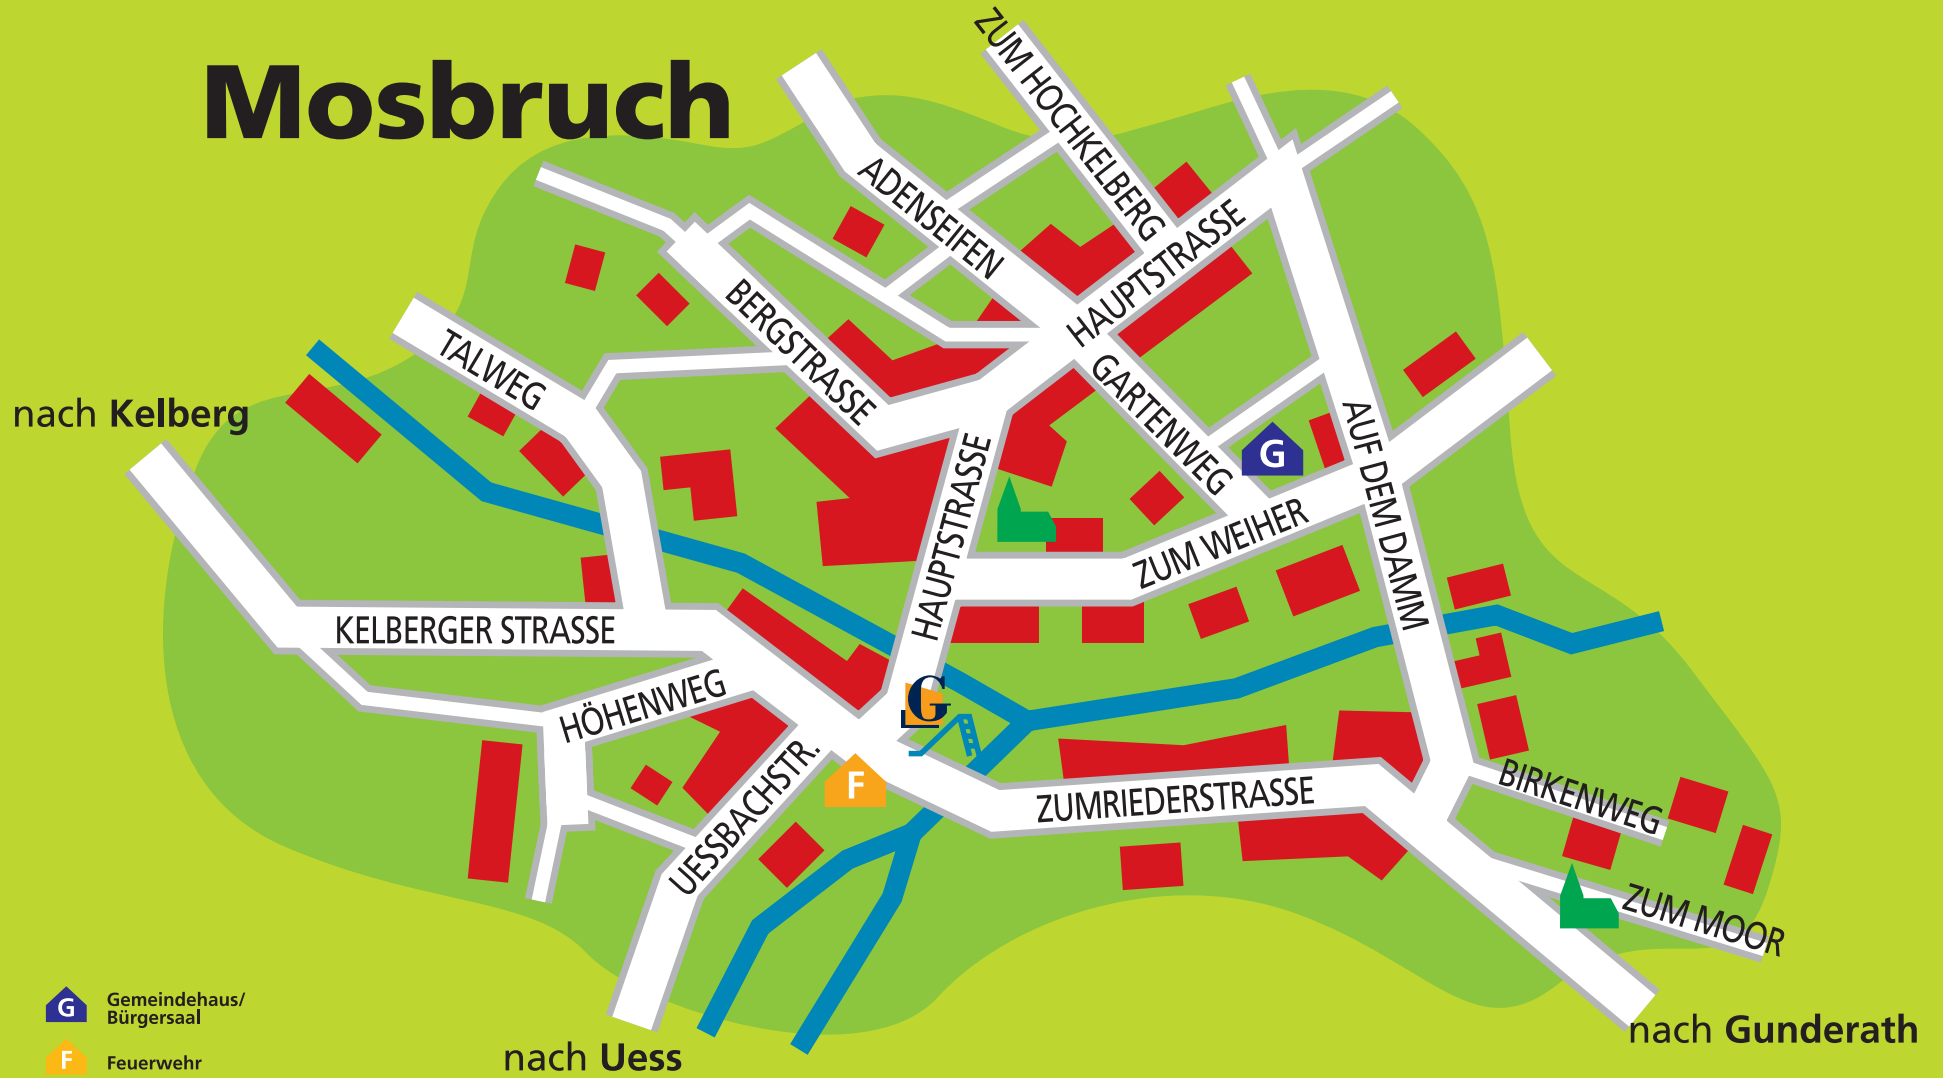 Mosbruch
ZUM HOCHKELBERG
ADENSEIFEN
HAUPTSTRASSE
BERGSTRASSE
TALWEG
GARTENWEG
nach Kelberg
AUF DEM DAMM
G
HAUPTSTRASSE
ZUM WEIHER
KELBERGER STRASSE
HÖHENWEG
G
UESSBACHSTR.
F
ZUMRIEDERSTRASSE
BIRKENWEG
ZUM MOOR
G
Gemeindehaus/
Bürgersaal
F
Feuerwehr
nach Uess
nach Gunderath